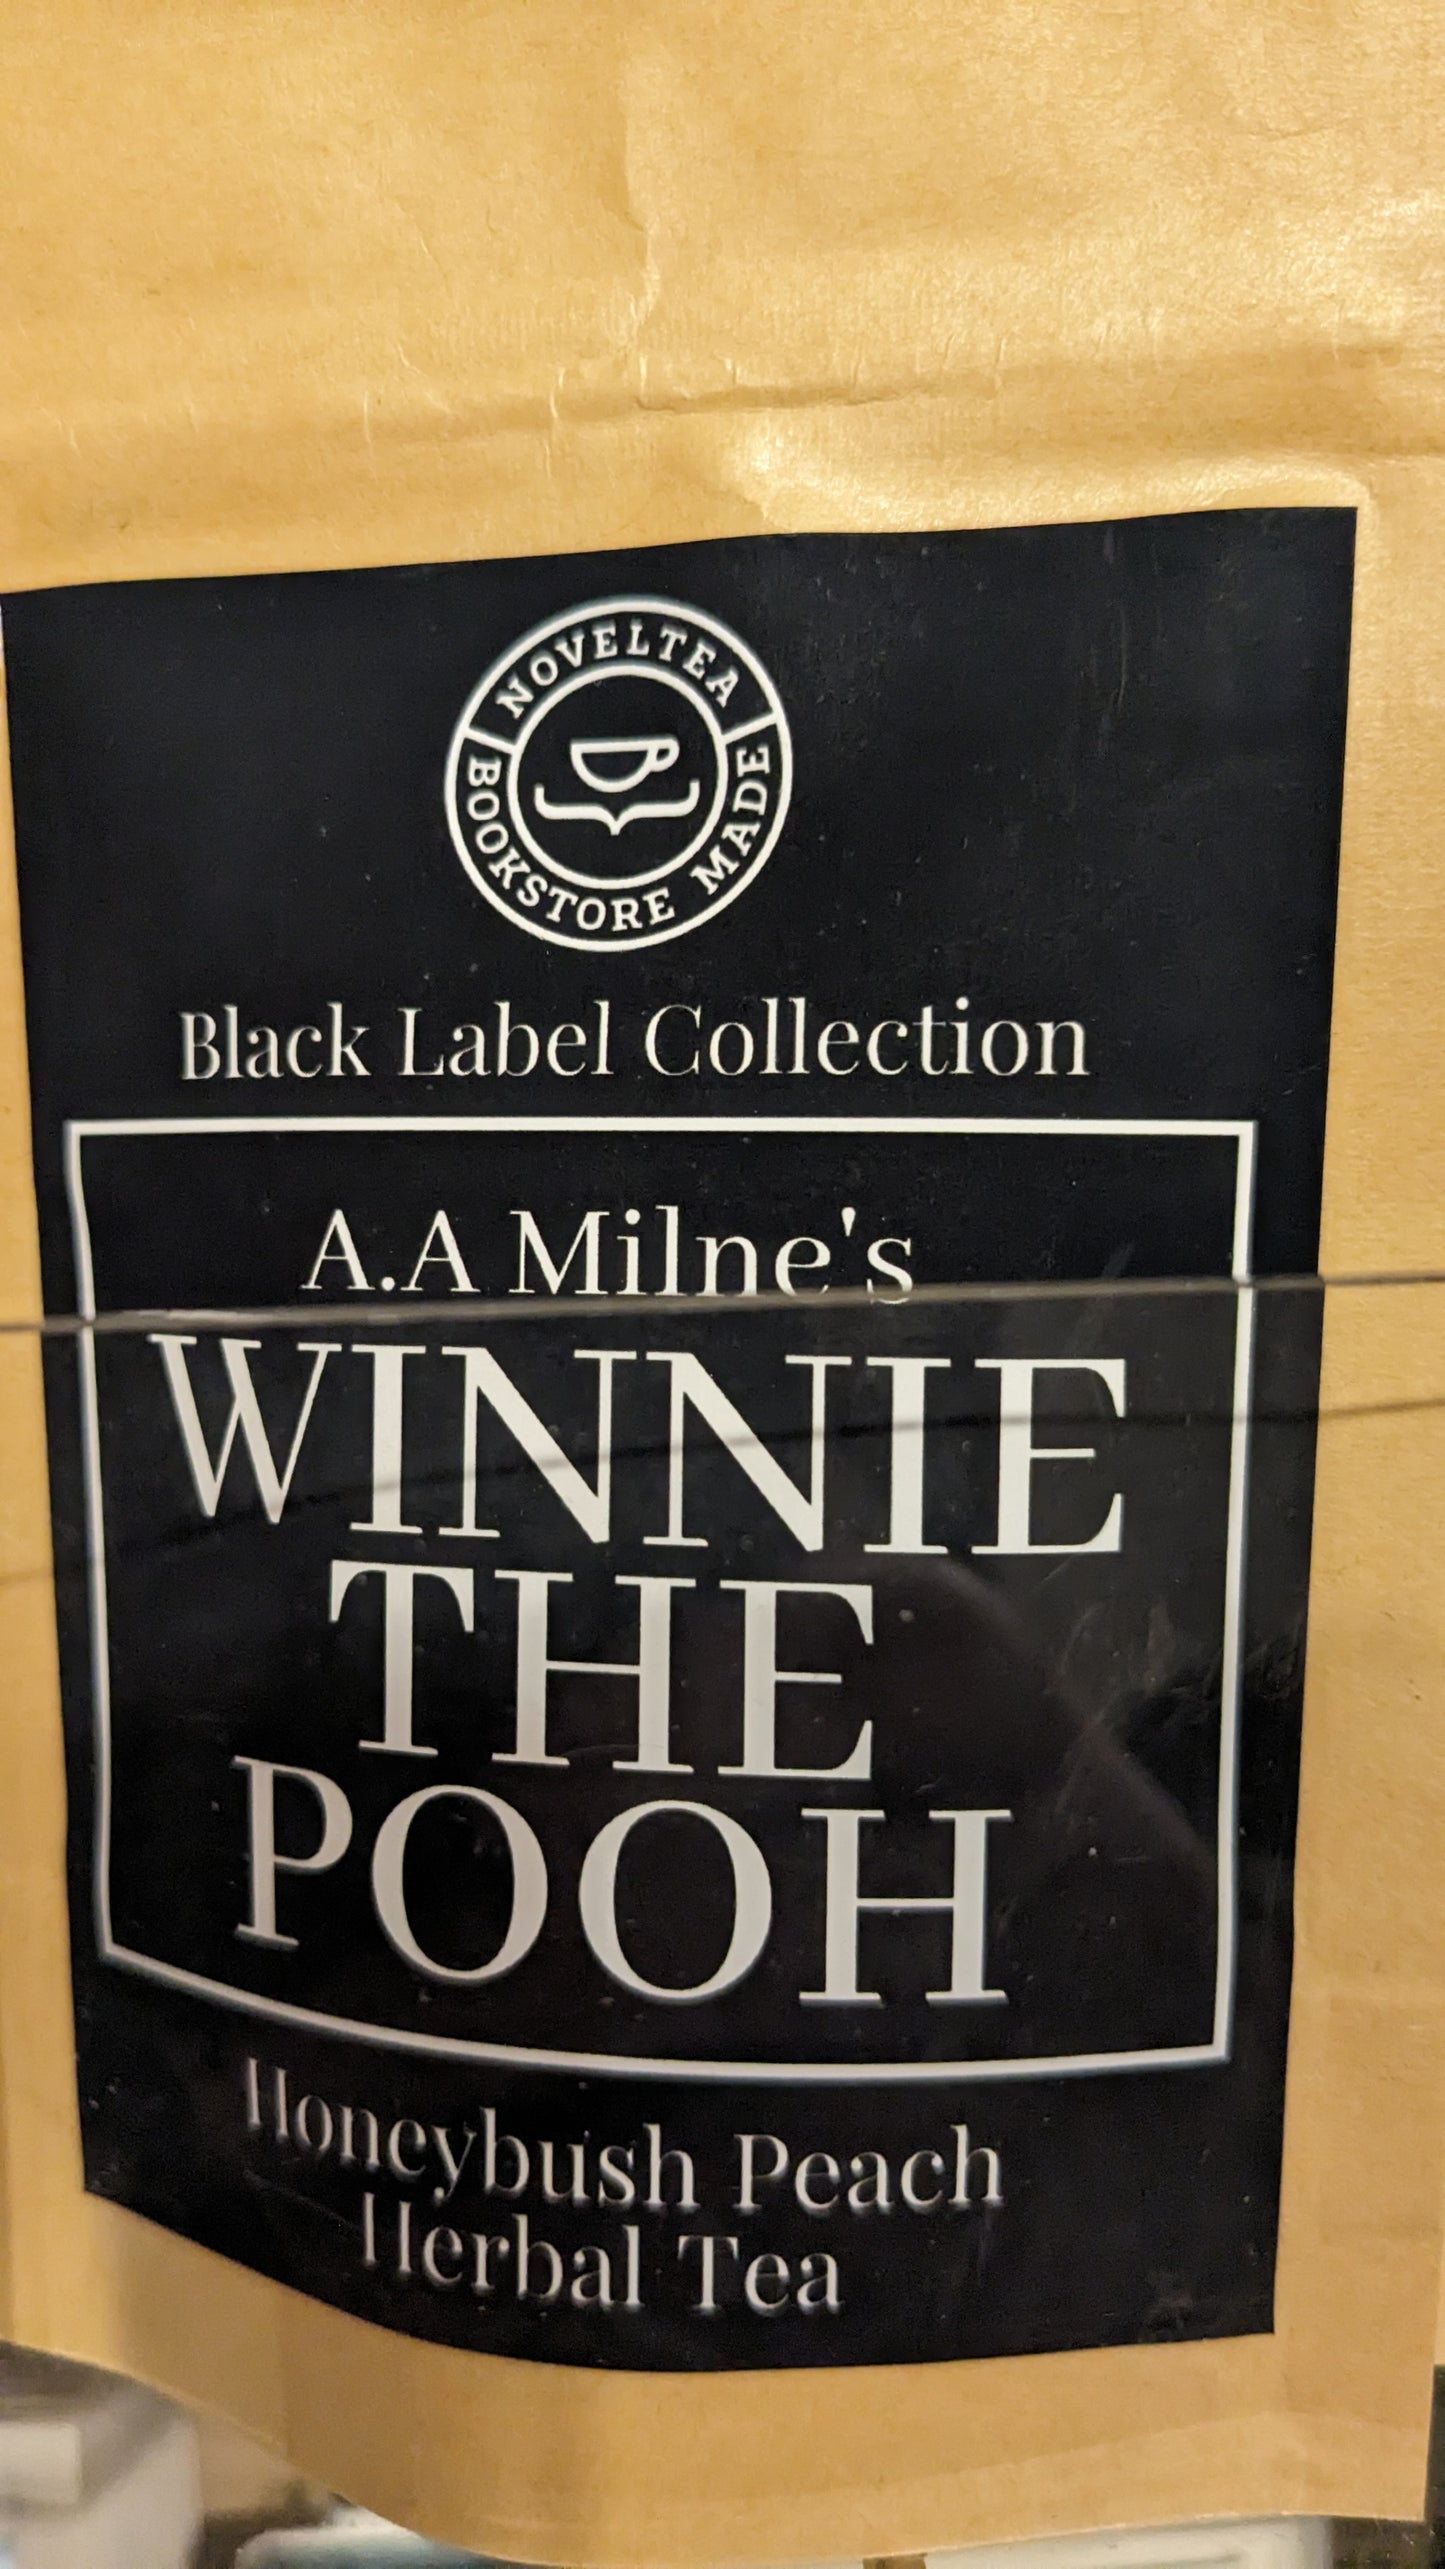 NOVELTEA
BOOKSTORE MADE
Black Label Collection
A.A Milne's
WINNIE
THE
POOH
Honeybush Peach
Herbal Tea